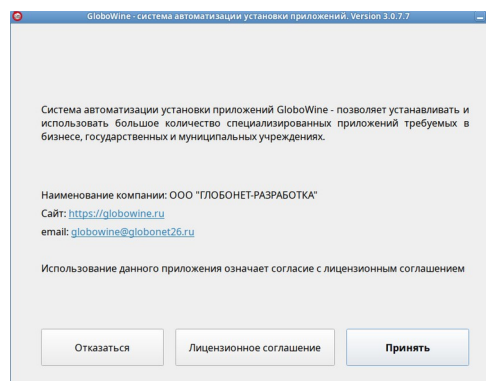 GloboWine - система автоматизации установки приложений. Version 3.0.7.7
Система автоматизации установки приложений GloboWine - позволяет устанавливать и
использовать большое количество специализированных приложений требуемых в
бизнесе, государственных и муниципальных учреждениях.
Наименование компании: ООО "ГЛОБОНЕТ-РАЗРАБОТКА"
Сайт: https://globowine.ru
email: globowine@globonet26.ru
Использование данного приложения означает согласие с лицензионным соглашением
Отказаться
Лицензионное соглашение
Принять